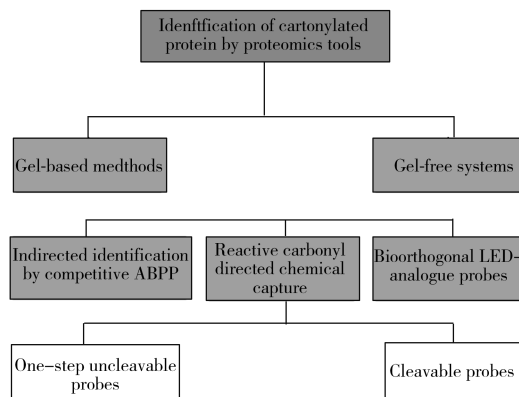 Idenftfication of cartonylated
protein by proteomics tools
Gel-based medthods
Gel-free systems
Indirected identification
by competitive ABPP
Reactive carbonyl
directed chemical
capture
Bioorthogonal LED-
analogue probes
One-step uncleavable
probes
Cleavable probes